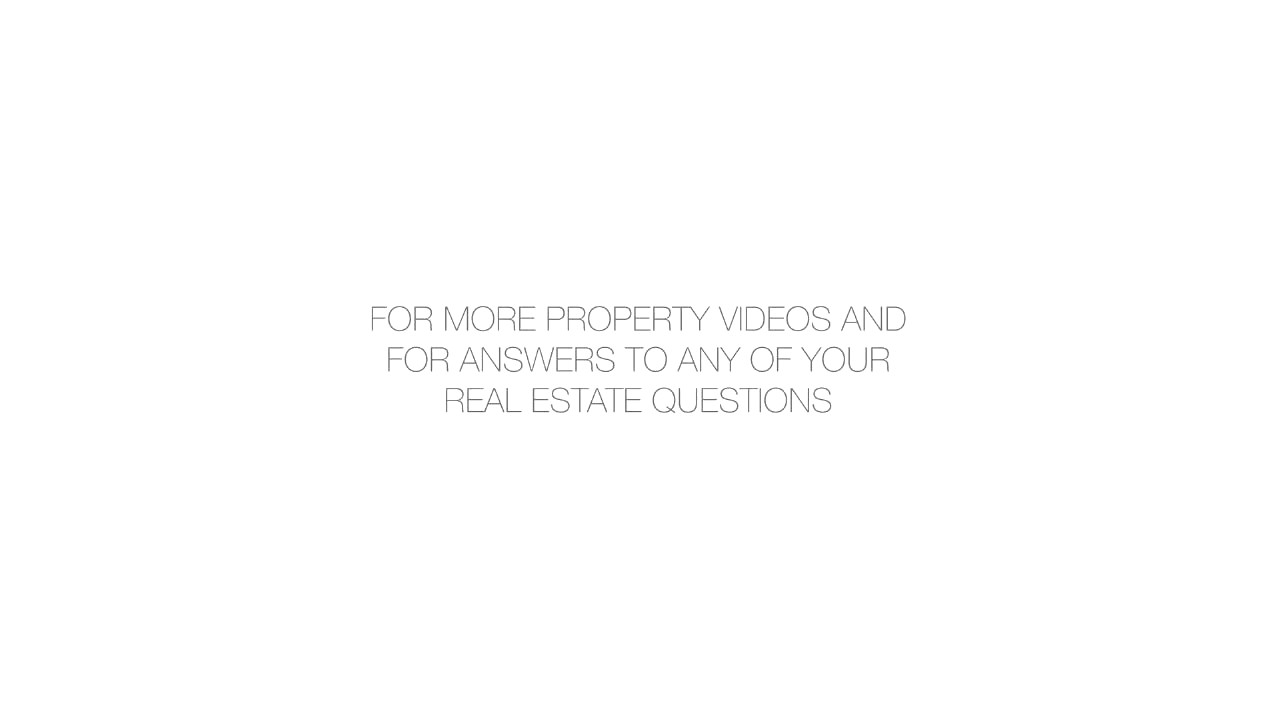 FOR MORE PROPERTY VIDEOS AND
FOR ANSWERS TO ANY OF YOUR
REAL ESTATE QUESTIONS